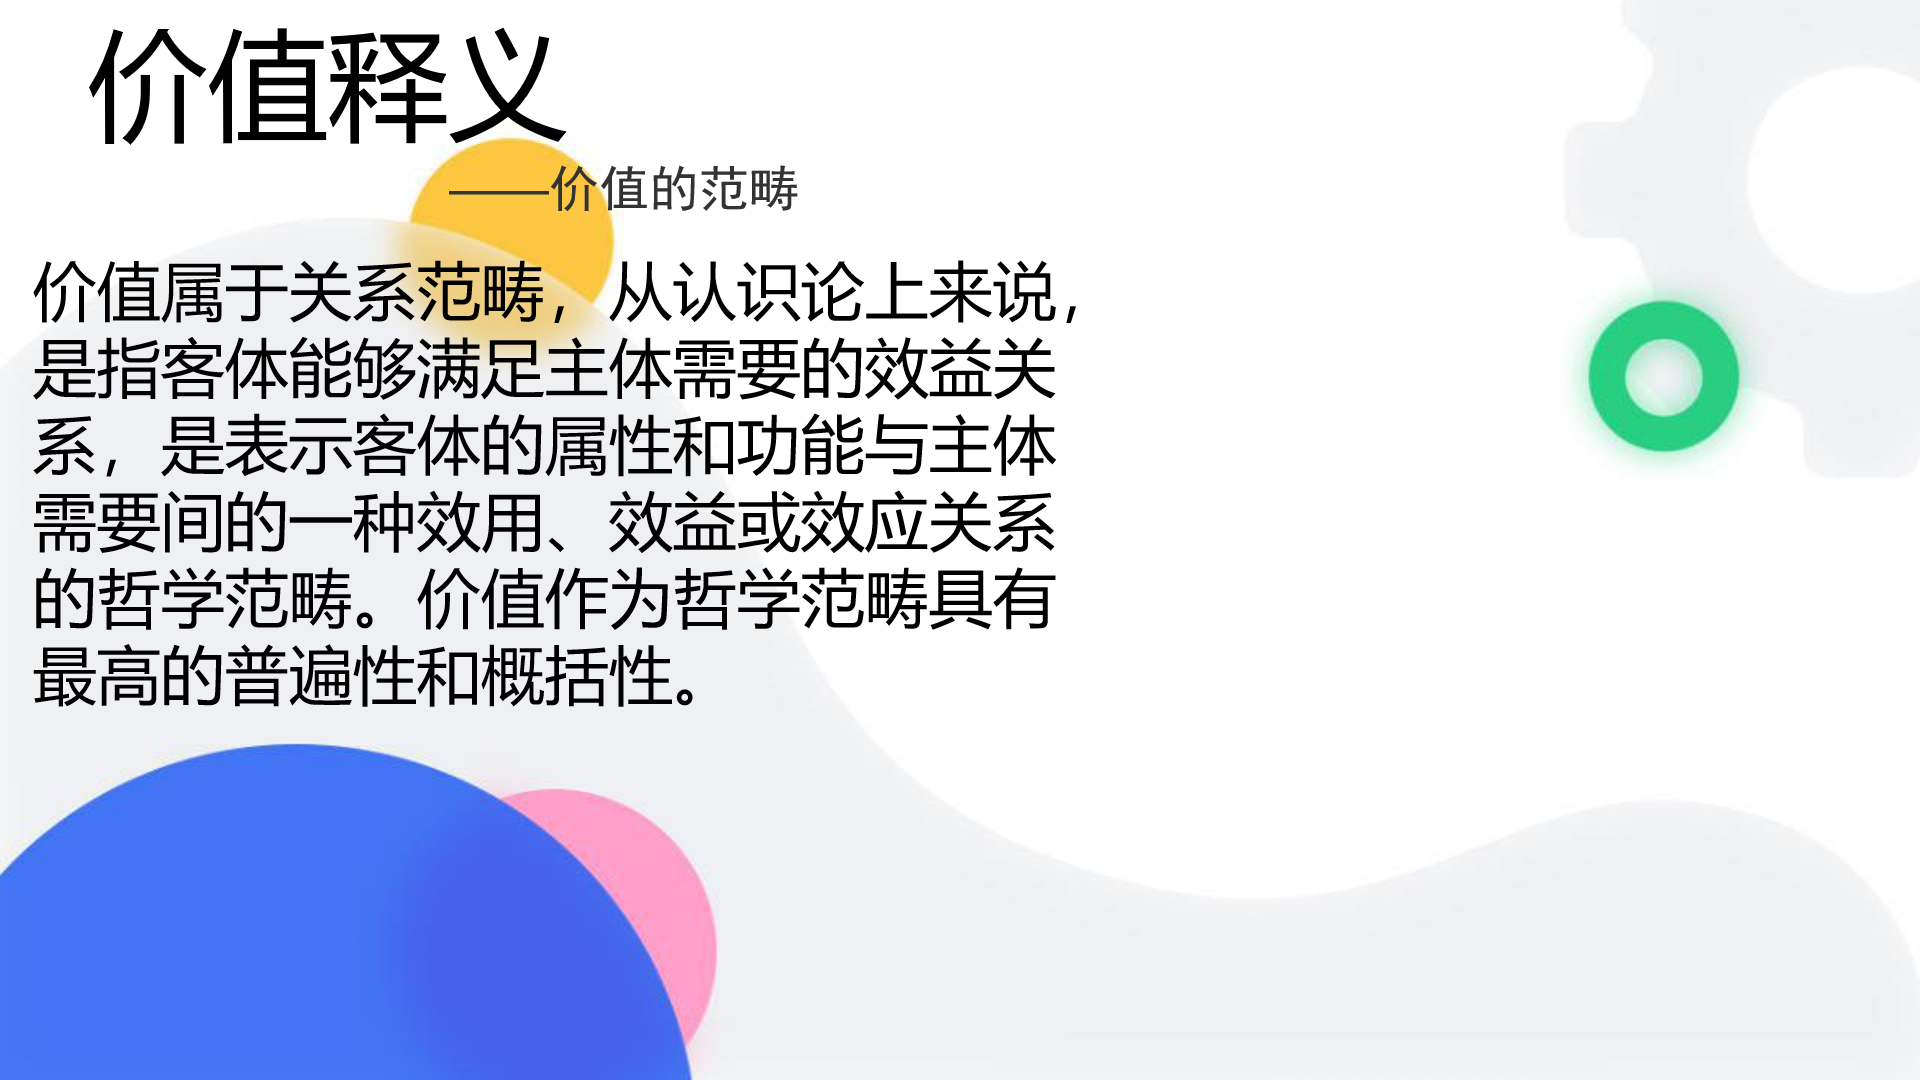 价值释义
——价值的范畴
价值属于关系范畴，从认识论上来说，
是指客体能够满足主体需要的效益关
系，是表示客体的属性和功能与主体
需要间的一种效用、效益或效应关系
的哲学范畴。价值作为哲学范畴具有
最高的普遍性和概括性。